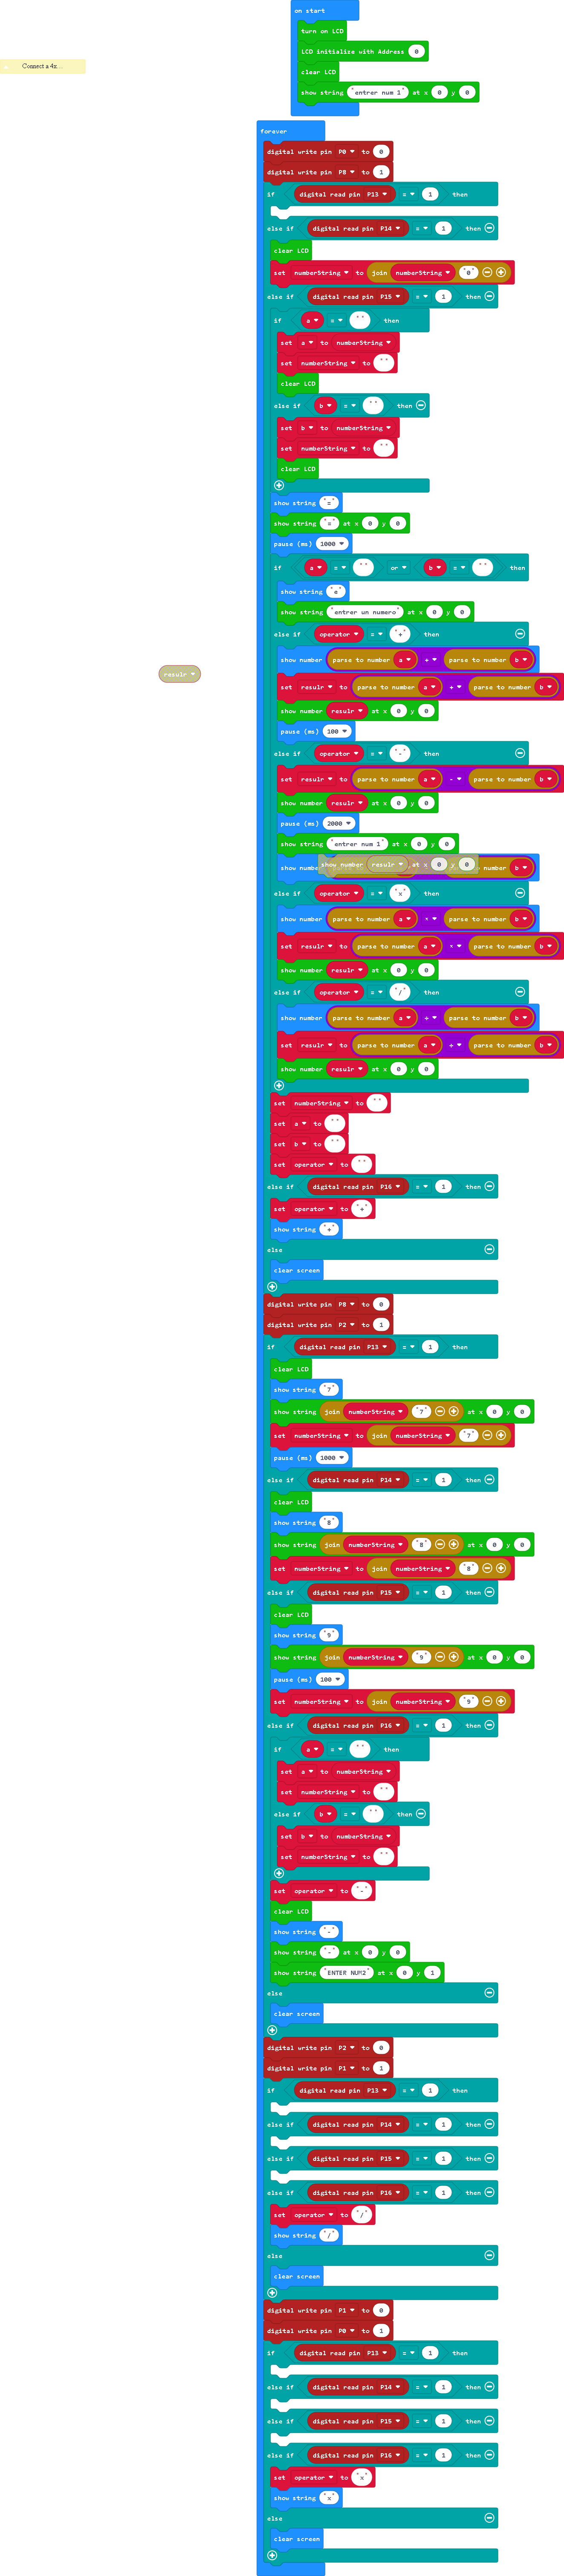 on start
turn on LCD
LCD initialize with Address 0
clear LCD
show string "entrer num 1" at x 0 y 0
Connect a 4x ...
forever
digital write pin P0 to 0
digital write pin P8 to 1
if digital read pin P13 = 1 then
else if digital read pin P14 = 1 then
clear LCD
set numberString to join numberString "0"
else if digital read pin P15 = 1 then
if a = "" then
set a to numberString
set numberString to ""
clear LCD
else if b = "" then
set b to numberString
set numberString to ""
clear LCD
show string "="
show string "=" at x 0 y 0
pause (ms) 1000
if a = "" or b = "" then
show string "e"
show string "entrer un numero" at x 0 y 0
else if operator = "+" then
show number parse to number a + parse to number b
set resulr to parse to number a + parse to number b
resulr
show number resulr at x 0 y 0
pause (ms) 100
else if operator = "-" then
set resulr to parse to number a - parse to number b
show number resulr at x 0 y 0
pause (ms) 2000
show string "entrer num 1" at x 0 y 0
show number resulr at x 0 y 0
show number b
else if operator = "x" then
show number parse to number a × parse to number b
set resulr to parse to number a × parse to number b
show number resulr at x 0 y 0
else if operator = "/" then
show number parse to number a ÷ parse to number b
set resulr to parse to number a ÷ parse to number b
show number resulr at x 0 y 0
set numberString to ""
set a to ""
set b to ""
set operator to ""
else if digital read pin P16 = 1 then
set operator to "+"
show string "+"
else
clear screen
digital write pin P8 to 0
digital write pin P2 to 1
if digital read pin P13 = 1 then
clear LCD
show string "7"
show string join numberString "7" at x 0 y 0
set numberString to join numberString "7"
pause (ms) 1000
else if digital read pin P14 = 1 then
clear LCD
show string "8"
show string join numberString "8" at x 0 y 0
set numberString to join numberString "8"
else if digital read pin P15 = 1 then
clear LCD
show string "9"
show string join numberString "9" at x 0 y 0
pause (ms) 100
set numberString to join numberString "9"
else if digital read pin P16 = 1 then
if a = "" then
set a to numberString
set numberString to ""
else if b = "" then
set b to numberString
set numberString to ""
set operator to "-"
clear LCD
show string "-"
show string "-" at x 0 y 0
show string "ENTER NUM2" at x 0 y 1
else
clear screen
digital write pin P2 to 0
digital write pin P1 to 1
if digital read pin P13 = 1 then
else if digital read pin P14 = 1 then
else if digital read pin P15 = 1 then
else if digital read pin P16 = 1 then
set operator to "/"
show string "/"
else
clear screen
digital write pin P1 to 0
digital write pin P0 to 1
if digital read pin P13 = 1 then
else if digital read pin P14 = 1 then
else if digital read pin P15 = 1 then
else if digital read pin P16 = 1 then
set operator to "x"
show string "x"
else
clear screen